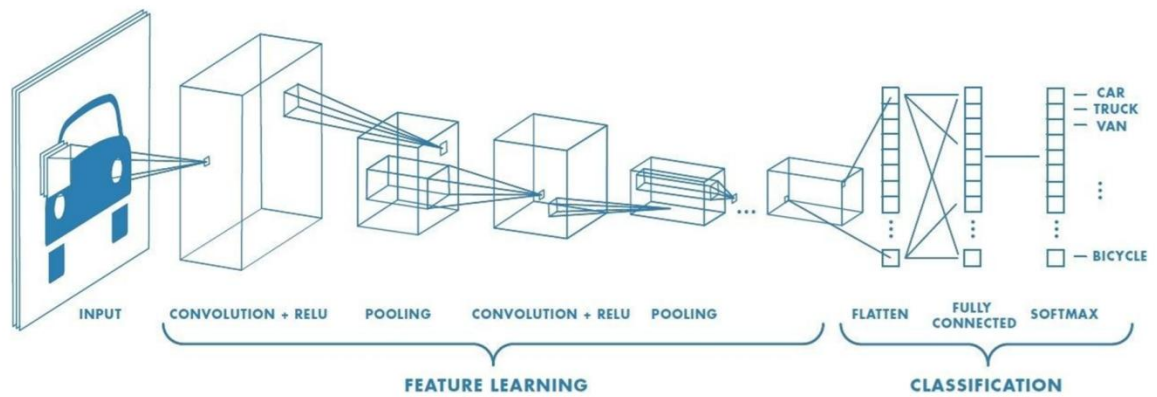 CAR
TRUCK
VAN
BICYCLE
INPUT
CONVOLUTION + RELU
POOLING
CONVOLUTION + RELU
POOLING
FLATTEN
FULLY
CONNECTED
SOFTMAX
FEATURE LEARNING
CLASSIFICATION